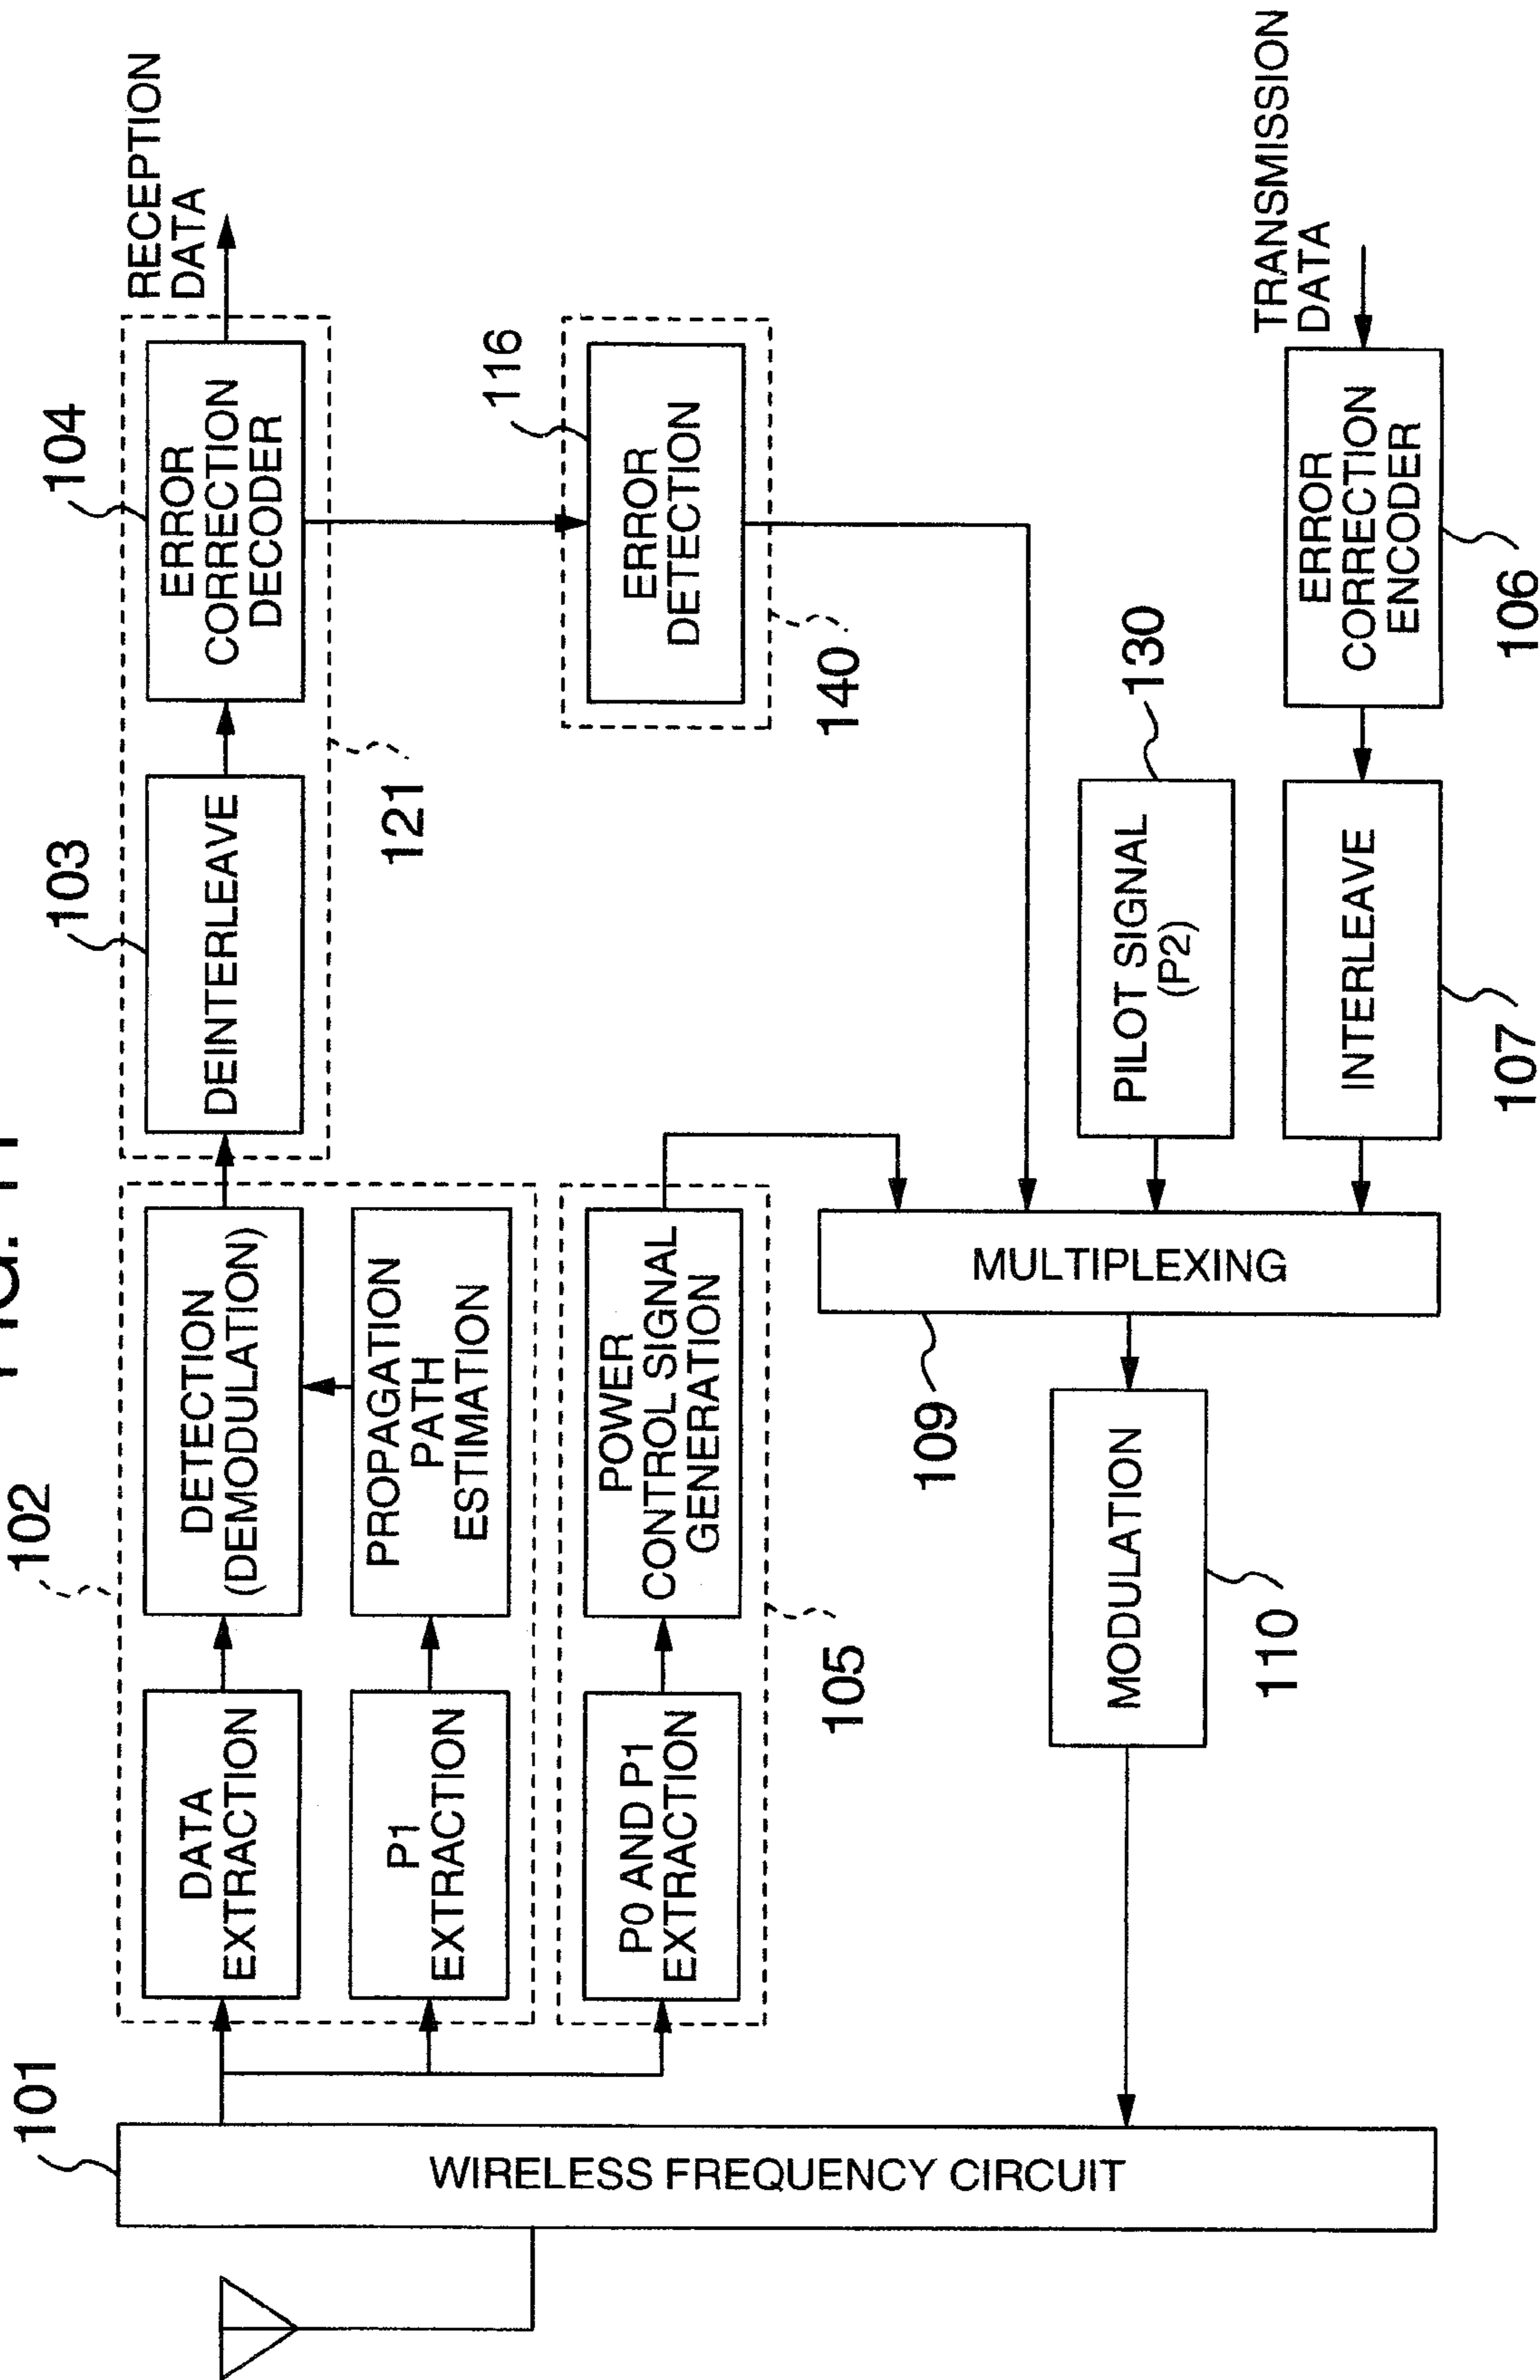 FIG. 11
101
WIRELESS FREQUENCY CIRCUIT
102
DATA
EXTRACTION
DETECTION
(DEMODULATION)
P1
EXTRACTION
PROPAGATION
PATH
ESTIMATION
103
DEINTERLEAVE
104
ERROR
CORRECTION
DECODER
RECEPTION
DATA
121
P0 AND P1
EXTRACTION
POWER
CONTROL SIGNAL
GENERATION
105
116
ERROR
DETECTION
140
MODULATION
110
MULTIPLEXING
109
PILOT SIGNAL
(P2)
130
INTERLEAVE
107
ERROR
CORRECTION
ENCODER
106
TRANSMISSION
DATA